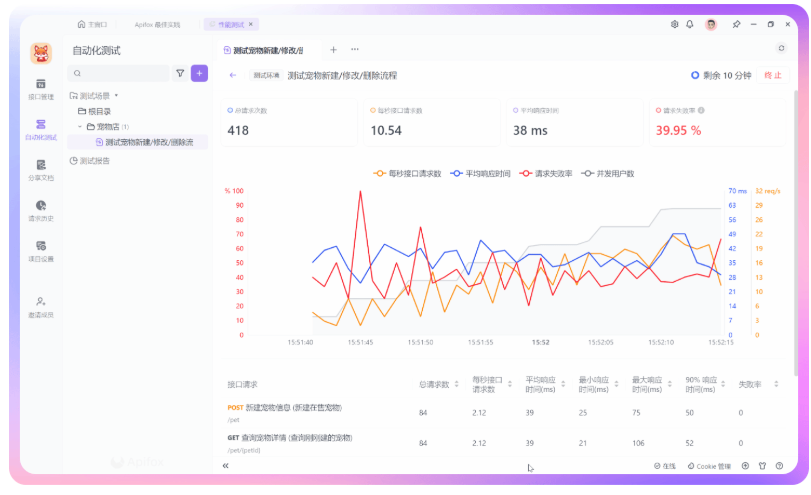 主窗口 Apifox 最佳实践 性能测试 ×
自动化测试
接口管理
自动化测试
分享文档
请求历史
项目设置
邀请成员
测试场景
根目录
宠物店 (1)
测试宠物新建/修改/删除流
测试报告
测试宠物新建/修改/
测试环境 测试宠物新建/修改/删除流程
剩余 10 分钟 终止
总请求次数
418
每秒接口请求数
10.54
平均响应时间
38 ms
请求失败率
39.95 %
每秒接口请求数 平均响应时间 请求失败率 并发用户数
% 100 70 ms 32 req/s
90 63 29
80 56 26
70 49 22
60 42 19
50 35 16
40 28 13
30 21 10
20 14 6
10 7 3
0 0 0
15:51:40 15:51:45 15:51:50 15:51:55 15:52 15:52:05 15:52:10 15:52:15
接口请求 总请求数 每秒接口请求数 平均响应时间(ms) 最小响应时间(ms) 最大响应时间(ms) 90% 响应时间(ms) 失败率
POST 新建宠物信息 (新建在售宠物) 84 2.12 39 25 75 50 0
/pet
GET 查询宠物详情 (查询刚创建的宠物) 84 2.12 39 21 106 52 0
/pet/{petId}
Apifox
在线 Cookie 管理